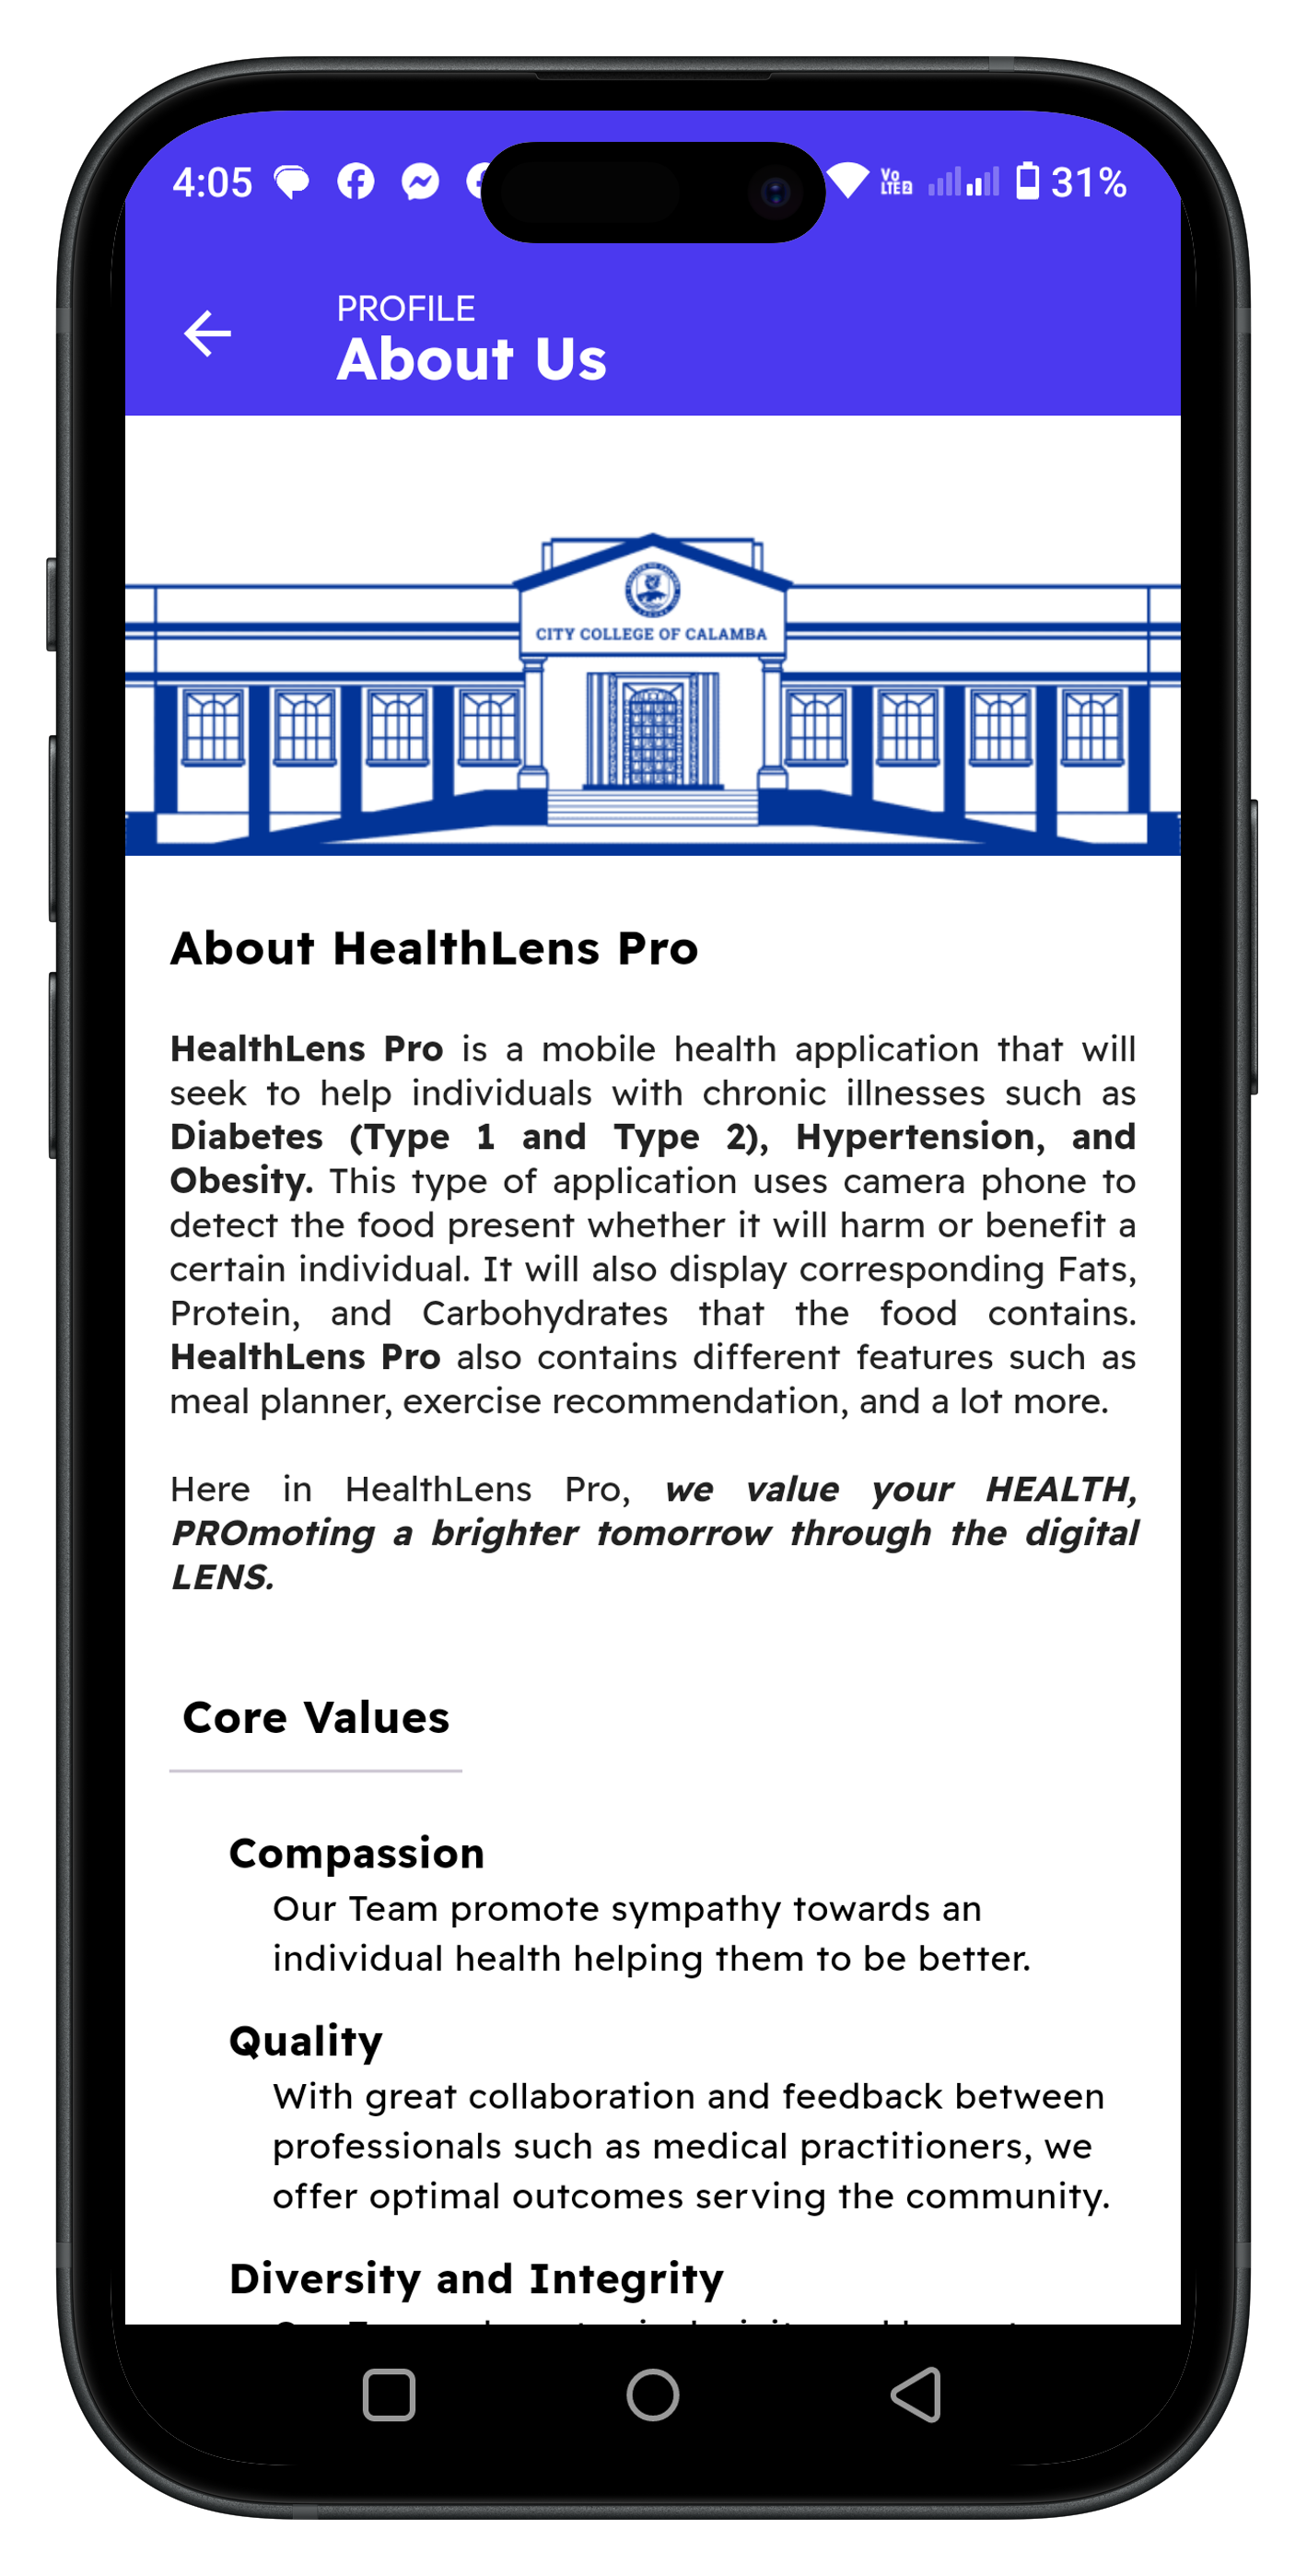 4:05
Vo
LTE 2
31%
PROFILE
About Us
CITY COLLEGE OF CALAMBA
About HealthLens Pro
HealthLens Pro is a mobile health application that will
seek to help individuals with chronic illnesses such as
Diabetes (Type 1 and Type 2), Hypertension, and
Obesity. This type of application uses camera phone to
detect the food present whether it will harm or benefit a
certain individual. It will also display corresponding Fats,
Protein, and Carbohydrates that the food contains.
HealthLens Pro also contains different features such as
meal planner, exercise recommendation, and a lot more.
Here in HealthLens Pro, we value your HEALTH,
PROmoting a brighter tomorrow through the digital
LENS.
Core Values
Compassion
Our Team promote sympathy towards an
individual health helping them to be better.
Quality
With great collaboration and feedback between
professionals such as medical practitioners, we
offer optimal outcomes serving the community.
Diversity and Integrity